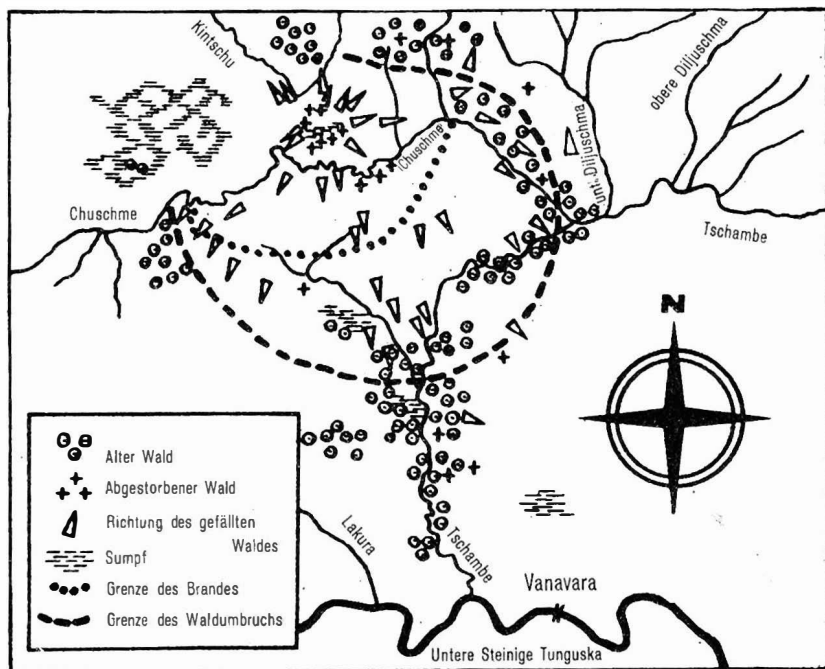 Kintschu
obere Diljuschma
unt. Diljuschma
Chuschme
Chuschme
Tschambe
N
Alter Wald
Abgestorbener Wald
Richtung des gefällten
Waldes
Sumpf
Grenze des Brandes
Grenze des Waldumbruchs
Lakura
Tschambe
Vanavara
Untere Steinige Tunguska